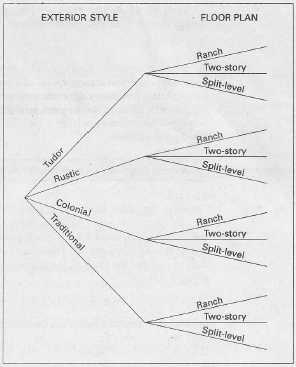 EXTERIOR STYLE FLOOR PLAN
Ranch
Two-story
Split-level
Tudor
Ranch
Two-story
Split-level
Rustic
Colonial
Ranch
Two-story
Split-level
Traditional
Ranch
Two-story
Split-level